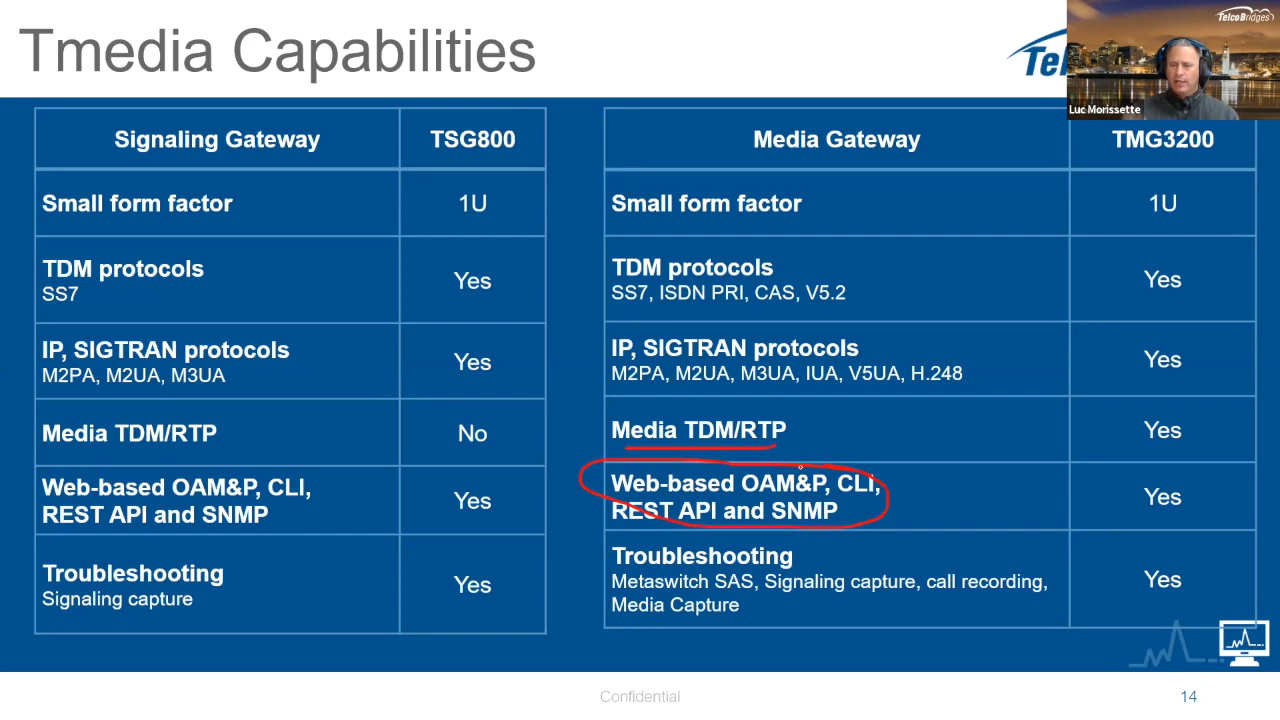 Tmedia Capabilities
TelcoBridges
Luc Morissette
Signaling Gateway TSG800
Small form factor 1U
TDM protocols
SS7
Yes
IP, SIGTRAN protocols
M2PA, M2UA, M3UA
Yes
Media TDM/RTP No
Web-based OAM&P, CLI,
REST API and SNMP
Yes
Troubleshooting
Signaling capture
Yes
Media Gateway TMG3200
Small form factor 1U
TDM protocols
SS7, ISDN PRI, CAS, V5.2
Yes
IP, SIGTRAN protocols
M2PA, M2UA, M3UA, IUA, V5UA, H.248
Yes
Media TDM/RTP Yes
Web-based OAM&P, CLI,
REST API and SNMP
Yes
Troubleshooting
Metaswitch SAS, Signaling capture, call recording,
Media Capture
Yes
Confidential
14